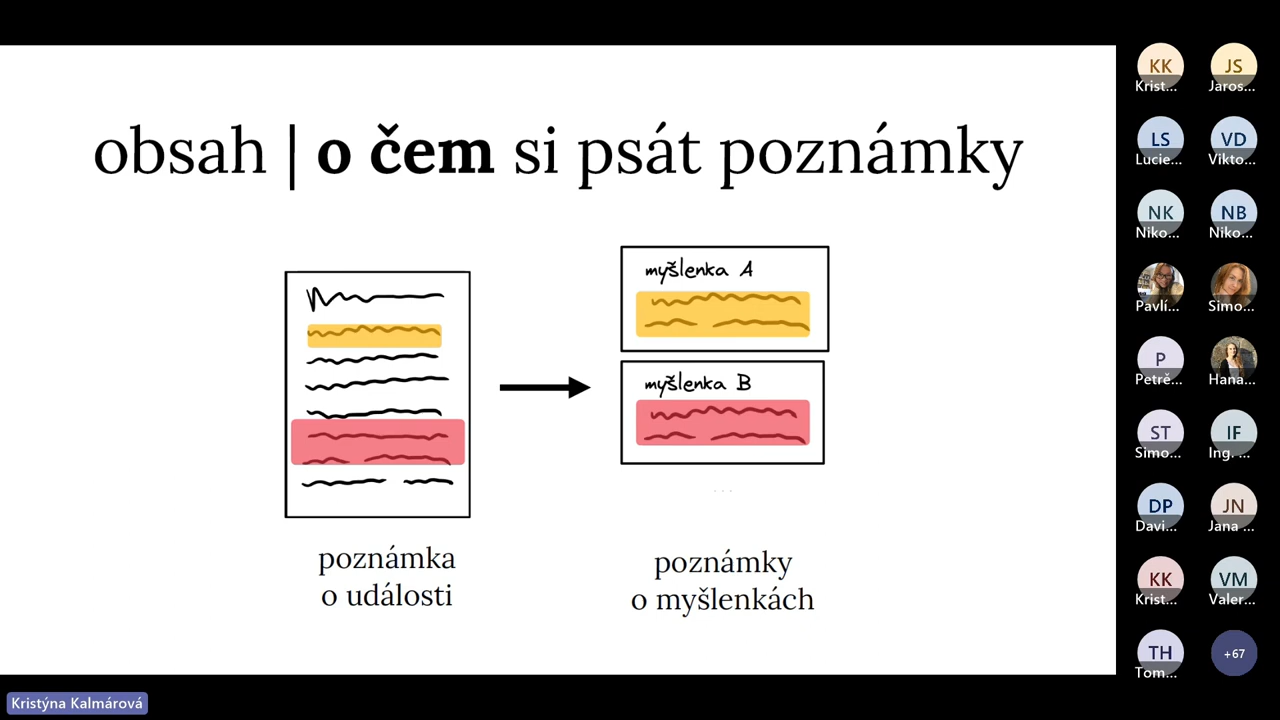 obsah | o čem si psát poznámky
myšlenka A
myšlenka B
...
poznámka
o události
poznámky
o myšlenkách
KK
Krist...
JS
Jaros...
LS
Lucie...
VD
Vikto...
NK
Niko...
NB
Niko...
Pavlí...
Simo...
P
Petrě...
Hana...
ST
Simo...
IF
Ing. ...
DP
Davi...
JN
Jana ...
KK
Krist...
VM
Valer...
TH
Tom...
+67
Kristýna Kalmárová